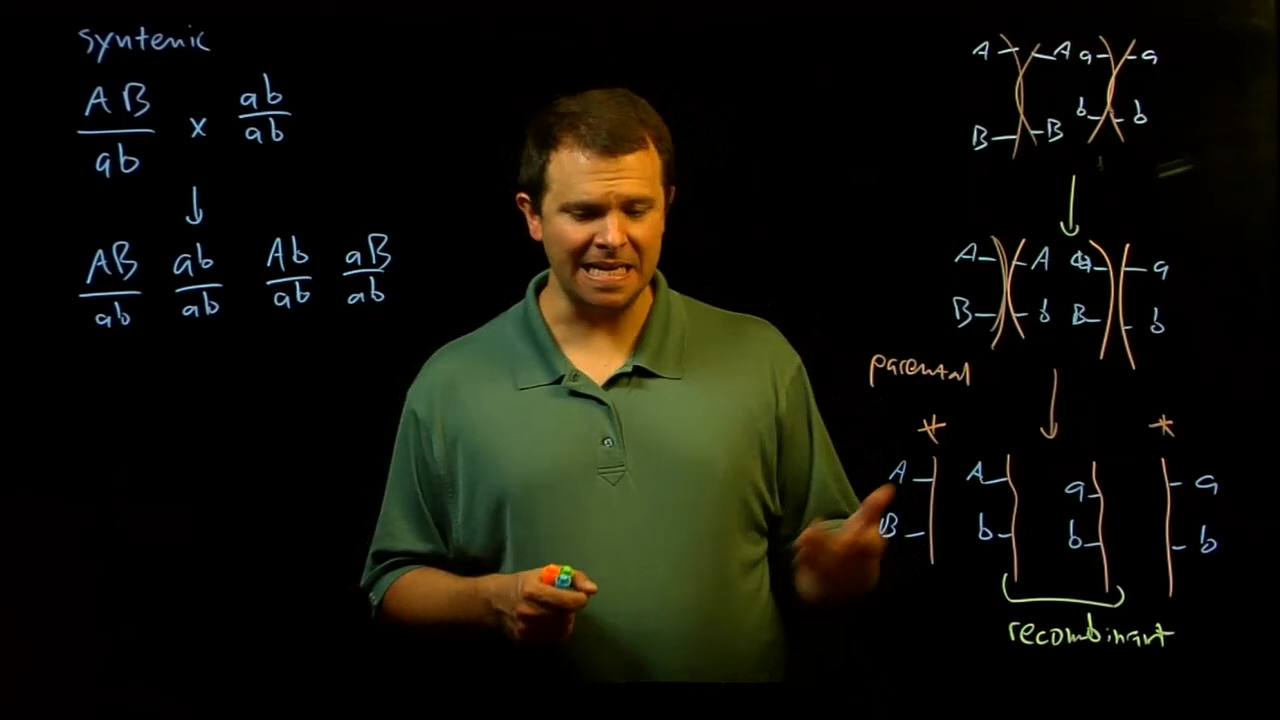 syntenic
AB x ab
ab ab
↓
AB ab Ab aB
ab ab ab ab
A A a a
B B b b
↓
A A a a
B b B b
parental
↓
* *
A A a a
B b b b
recombinant